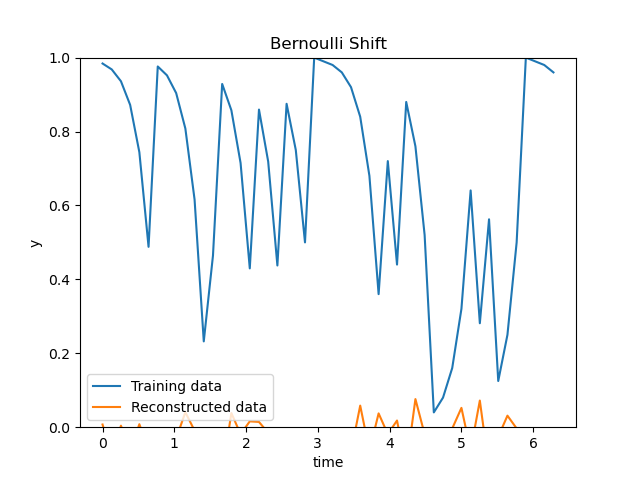 Bernoulli Shift
1.0
0.8
0.6
0.4
0.2
0.0
y
Training data
Reconstructed data
0 1 2 3 4 5 6
time